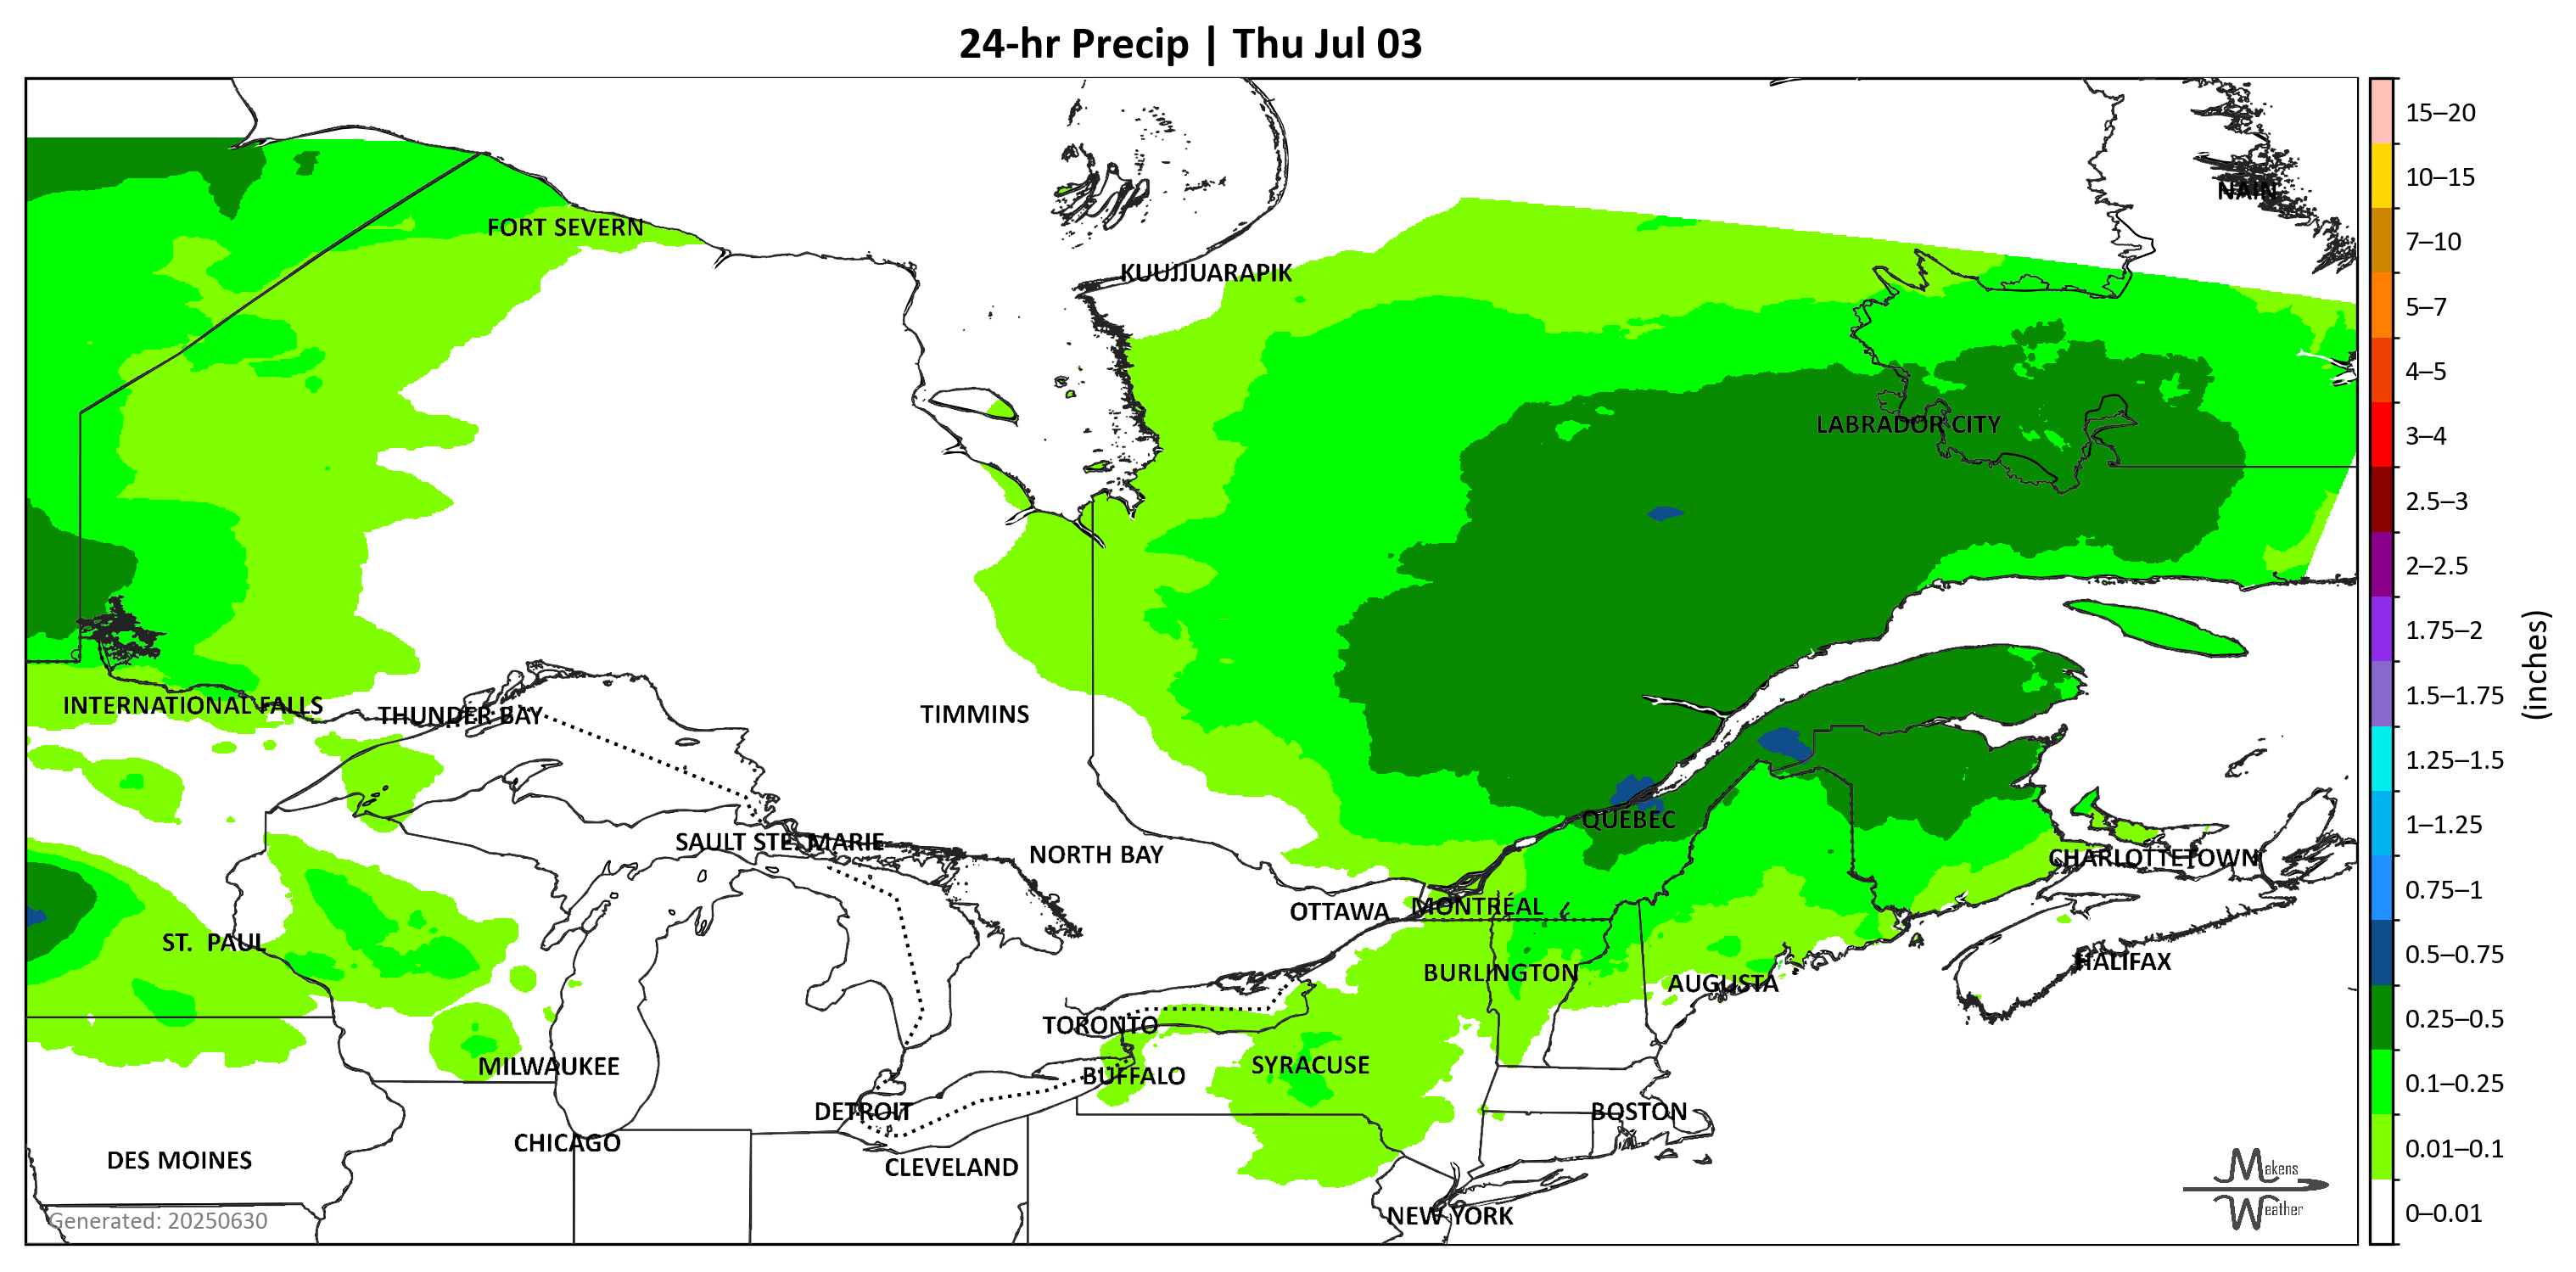 24-hr Precip | Thu Jul 03
15–20
10–15
7–10
5–7
4–5
3–4
2.5–3
2–2.5
1.75–2
1.5–1.75
1.25–1.5
1–1.25
0.75–1
0.5–0.75
0.25–0.5
0.1–0.25
0.01–0.1
0–0.01
(inches)
NAIN
FORT SEVERN
KUUJJUARAPIK
LABRADOR CITY
INTERNATIONAL FALLS
THUNDER BAY
TIMMINS
QUEBEC
SAULT STE. MARIE
NORTH BAY
CHARLOTTETOWN
OTTAWA
MONTRÉAL
ST. PAUL
HALIFAX
BURLINGTON
AUGUSTA
TORONTO
MILWAUKEE
BUFFALO
SYRACUSE
DETROIT
BOSTON
CHICAGO
DES MOINES
CLEVELAND
NEW YORK
Generated: 20250630
Makens
Weather